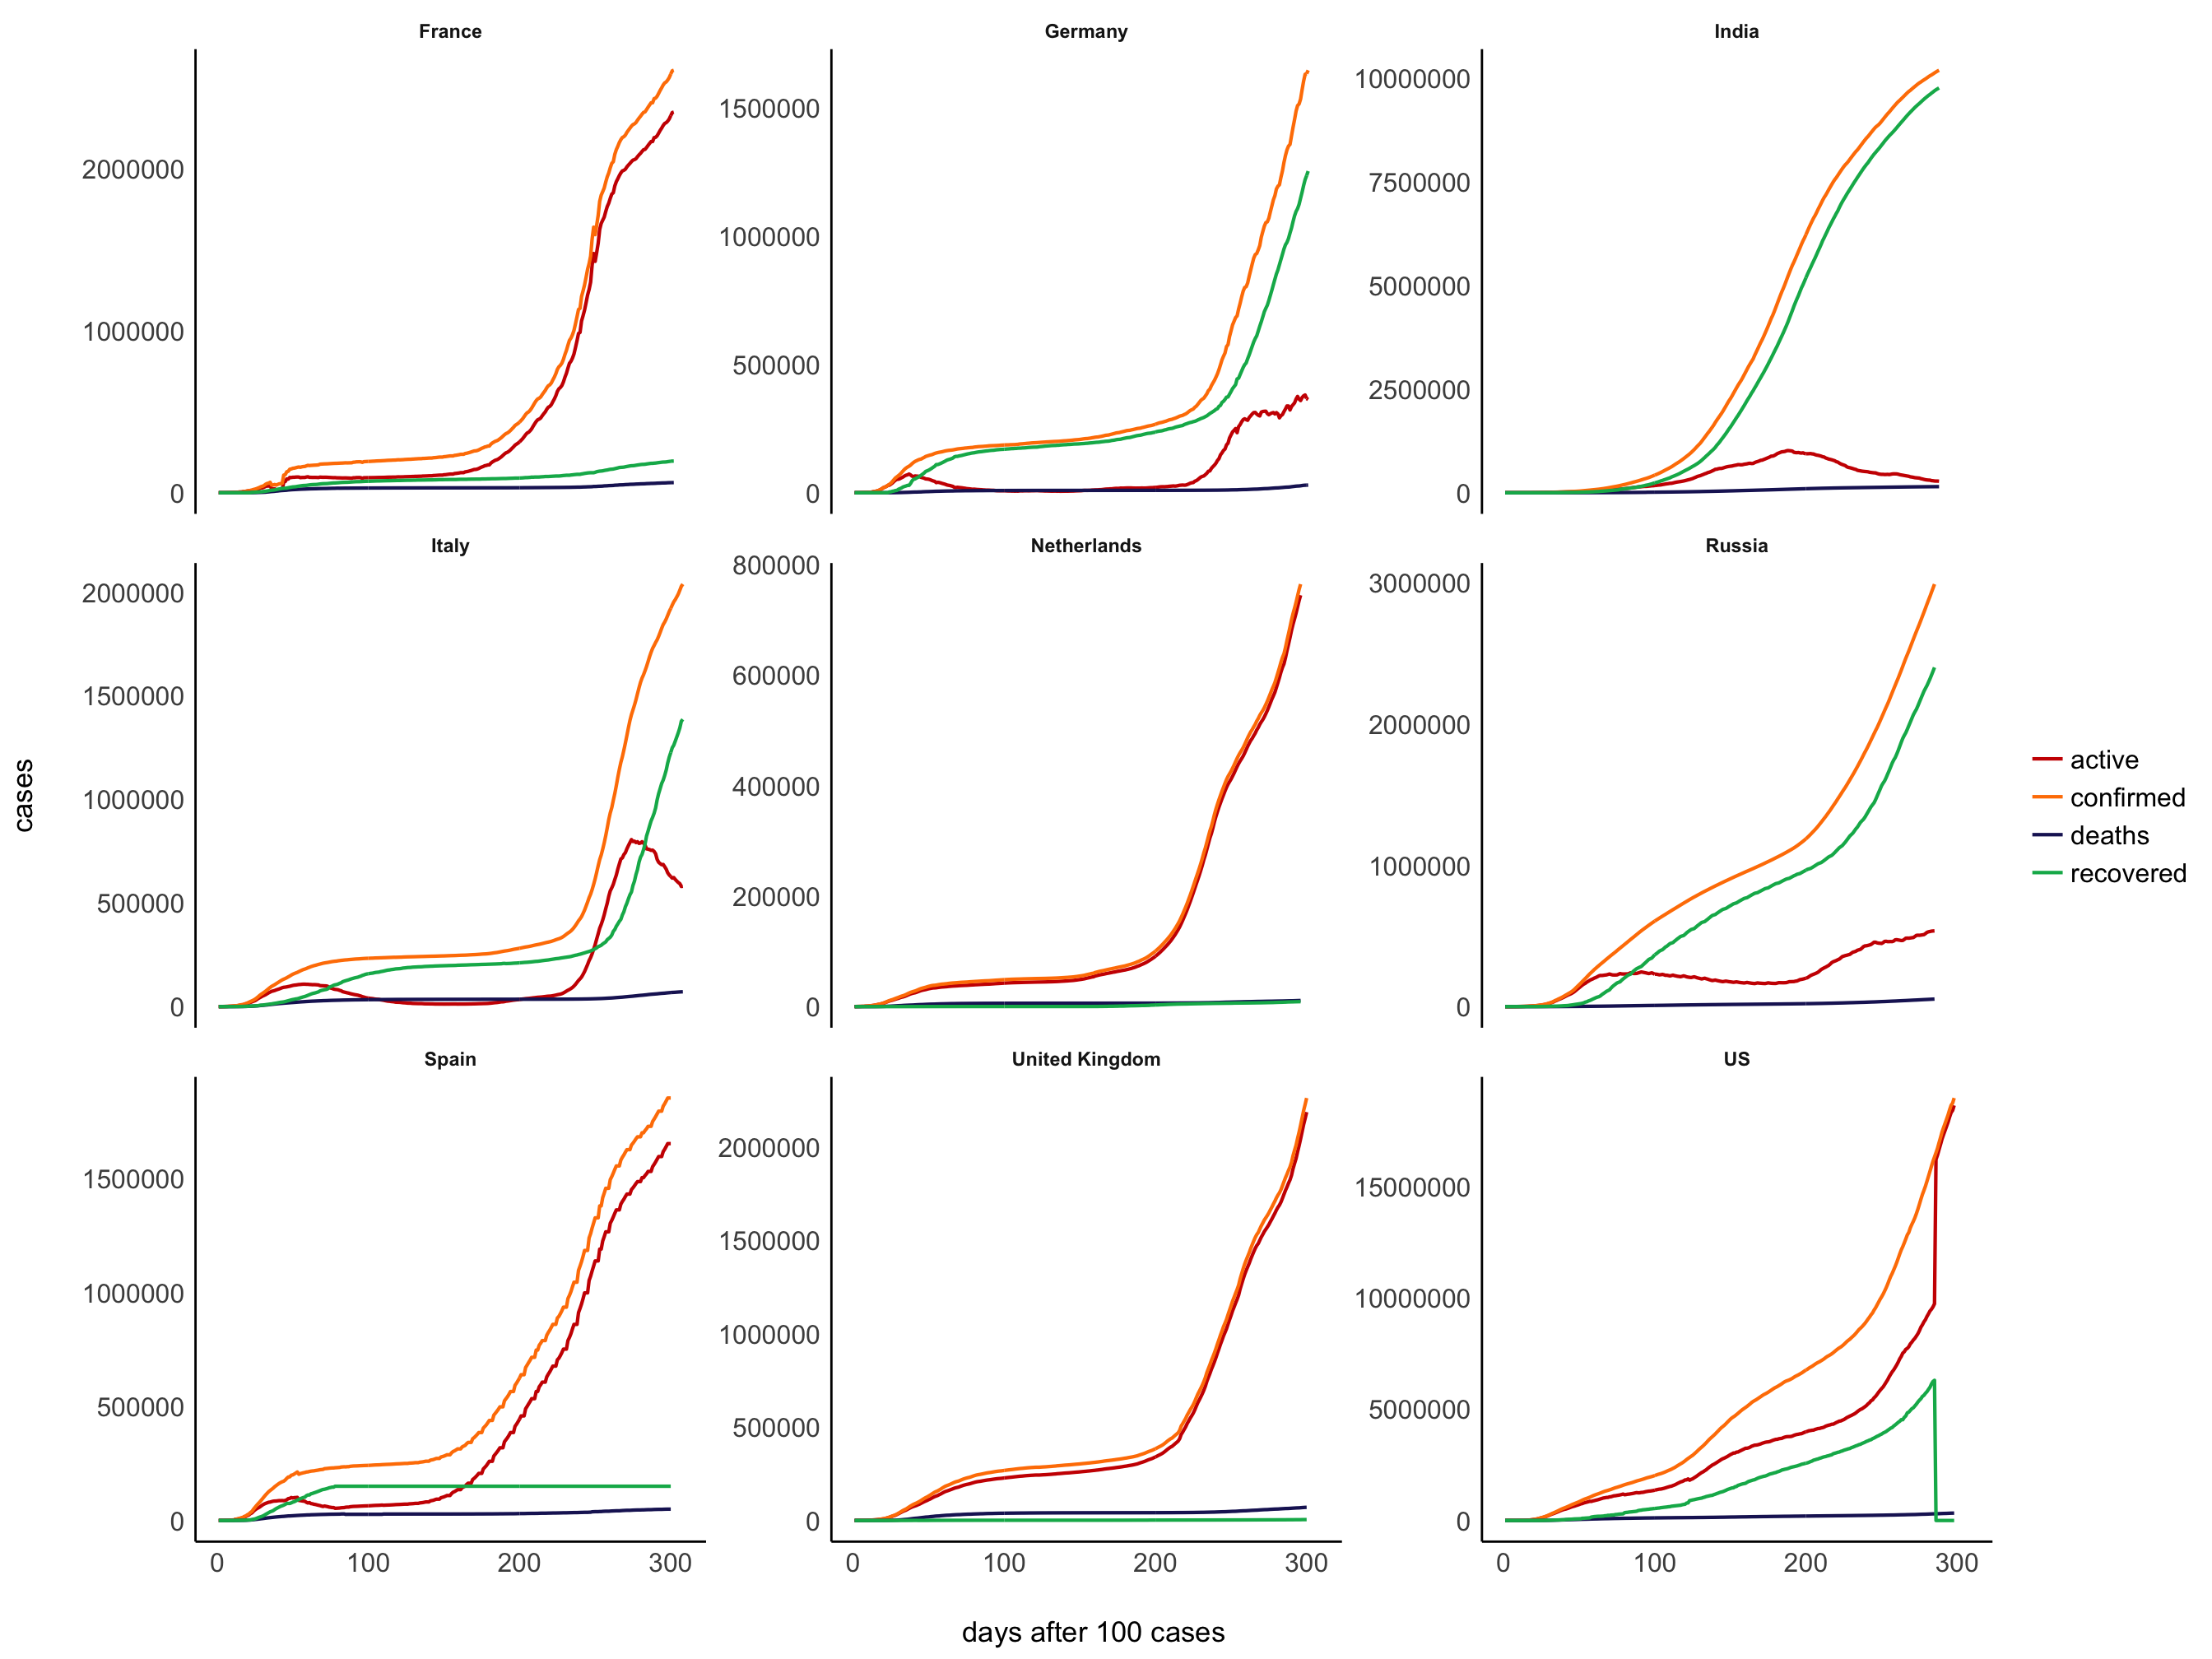 France
Germany
India
2000000
1000000
0
1500000
1000000
500000
0
10000000
7500000
5000000
2500000
0
Italy
Netherlands
Russia
2000000
1500000
1000000
500000
0
800000
600000
400000
200000
0
3000000
2000000
1000000
0
Spain
United Kingdom
US
1500000
1000000
500000
0
2000000
1500000
1000000
500000
0
15000000
10000000
5000000
0
0 100 200 300
0 100 200 300
0 100 200 300
cases
days after 100 cases
active
confirmed
deaths
recovered